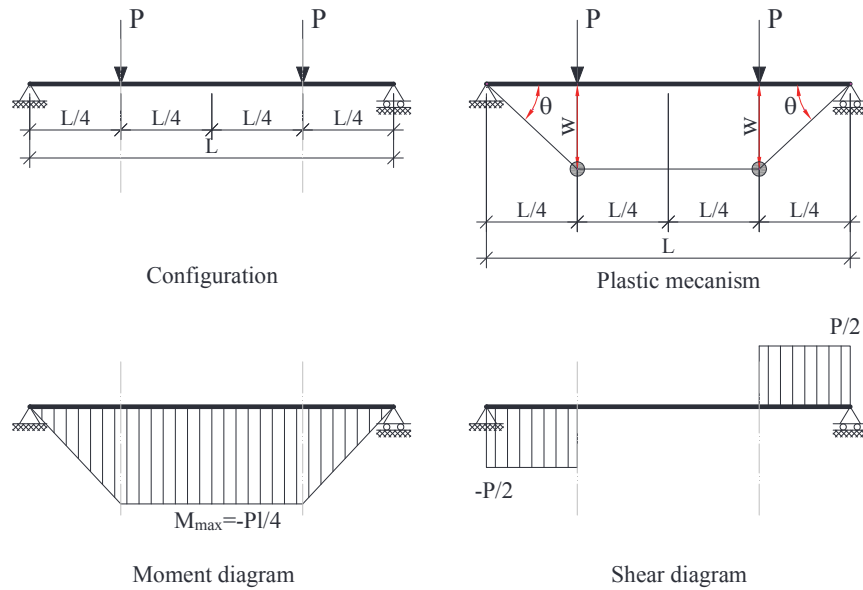 P P
L/4 L/4 L/4 L/4
L
Configuration
P P
θ w w θ
L/4 L/4 L/4 L/4
L
Plastic mecanism
Mmax=-Pl/4
Moment diagram
P/2
-P/2
Shear diagram